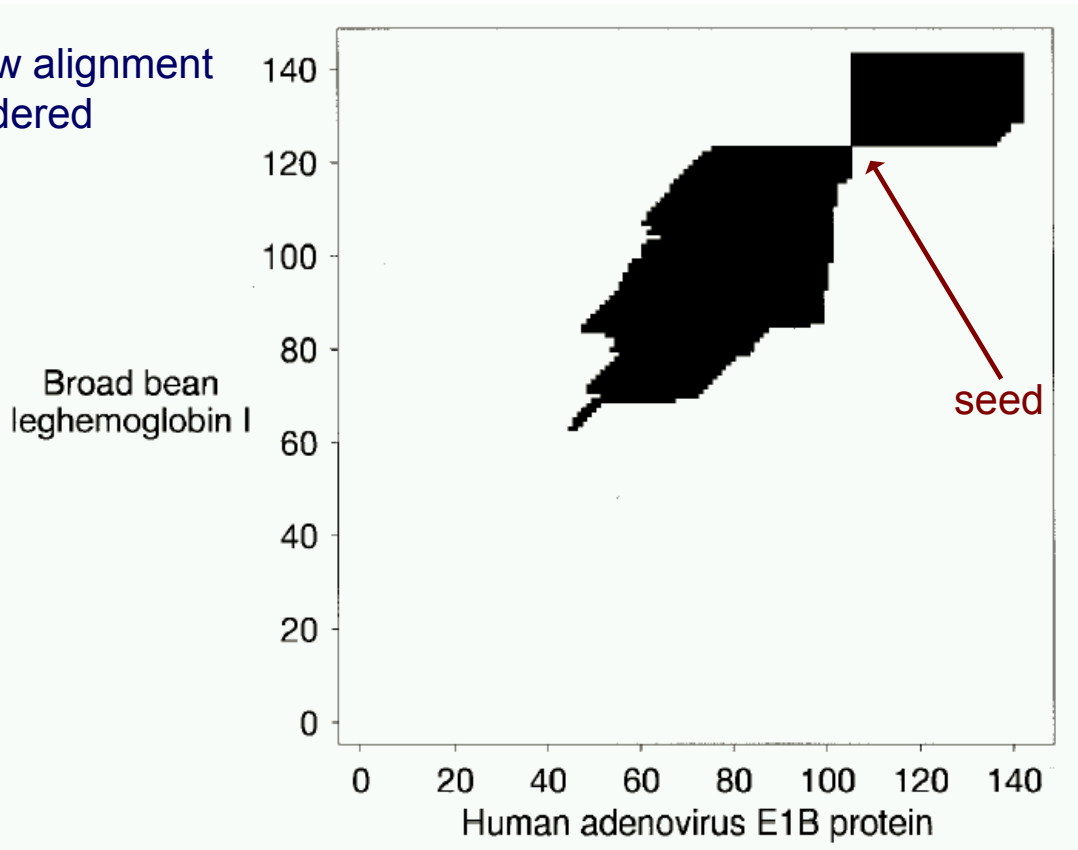 w alignment
dered
140
120
100
80
60
40
20
0
Broad bean
leghemoglobin I
seed
0 20 40 60 80 100 120 140
Human adenovirus E1B protein